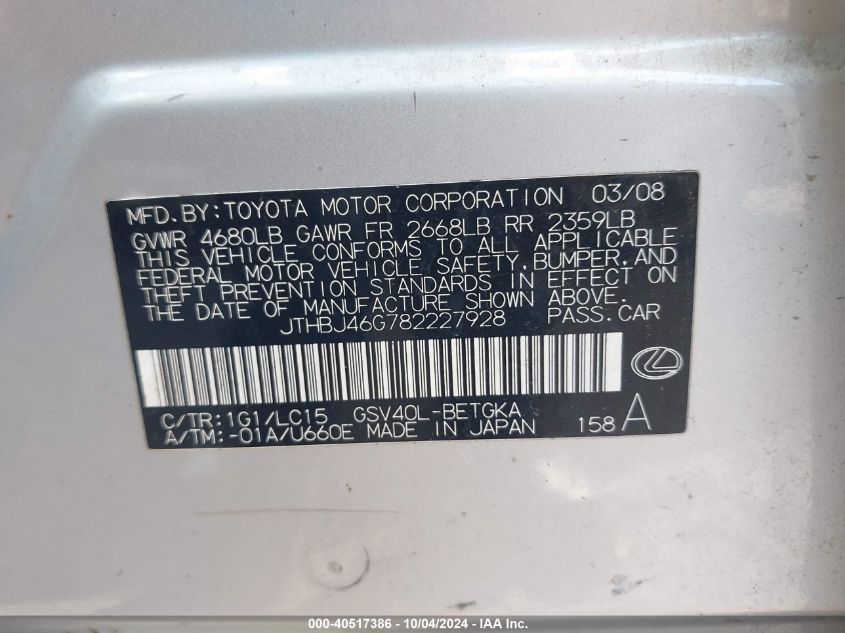 MFD. BY: TOYOTA MOTOR CORPORATION 03/08
GVWR 4680LB GAWR FR 2668LB RR 2359LB
THIS VEHICLE CONFORMS TO ALL APPLICABLE
FEDERAL MOTOR VEHICLE SAFETY, BUMPER, AND
THEFT PREVENTION STANDARDS IN EFFECT ON
THE DATE OF MANUFACTURE SHOWN ABOVE.
JTHBJ46G782227928 PASS. CAR
C/TR: 1G1/LC15 GSV40L-BETGKA
A/TM: -01A/U660E MADE IN JAPAN 158 A
000-40517386 - 10/04/2024 - IAA Inc.